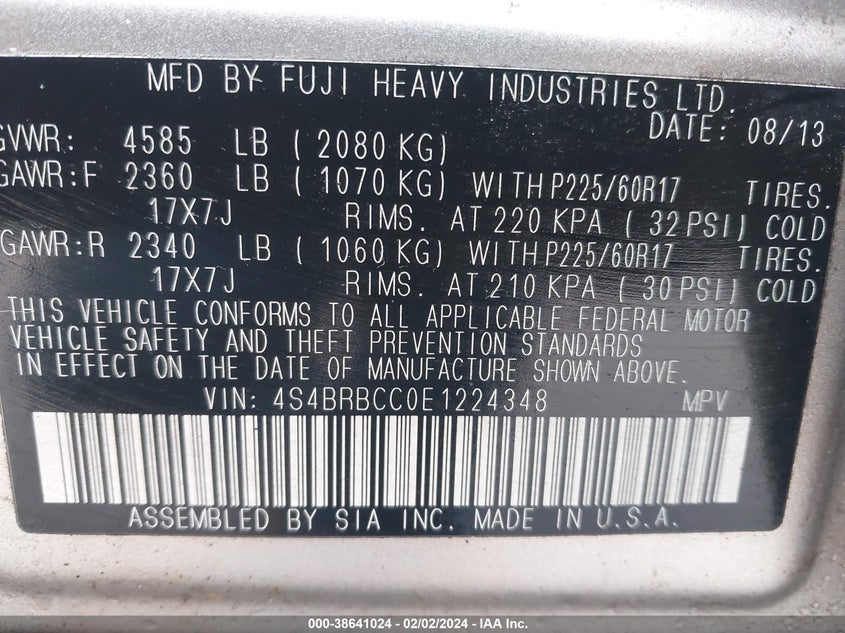 MFD BY FUJI HEAVY INDUSTRIES LTD.
DATE: 08/13
GVWR: 4585 LB ( 2080 KG)
GAWR:F 2360 LB ( 1070 KG) WITH P225/60R17 TIRES.
17X7J RIMS. AT 220 KPA ( 32 PSI) COLD
GAWR:R 2340 LB ( 1060 KG) WITH P225/60R17 TIRES.
17X7J RIMS. AT 210 KPA ( 30 PSI) COLD
THIS VEHICLE CONFORMS TO ALL APPLICABLE FEDERAL MOTOR
VEHICLE SAFETY AND THEFT PREVENTION STANDARDS
IN EFFECT ON THE DATE OF MANUFACTURE SHOWN ABOVE.
VIN: 4S4BRBCC0E1224348 MPV
ASSEMBLED BY SIA INC. MADE IN U.S.A.
000-38641024 - 02/02/2024 - IAA Inc.